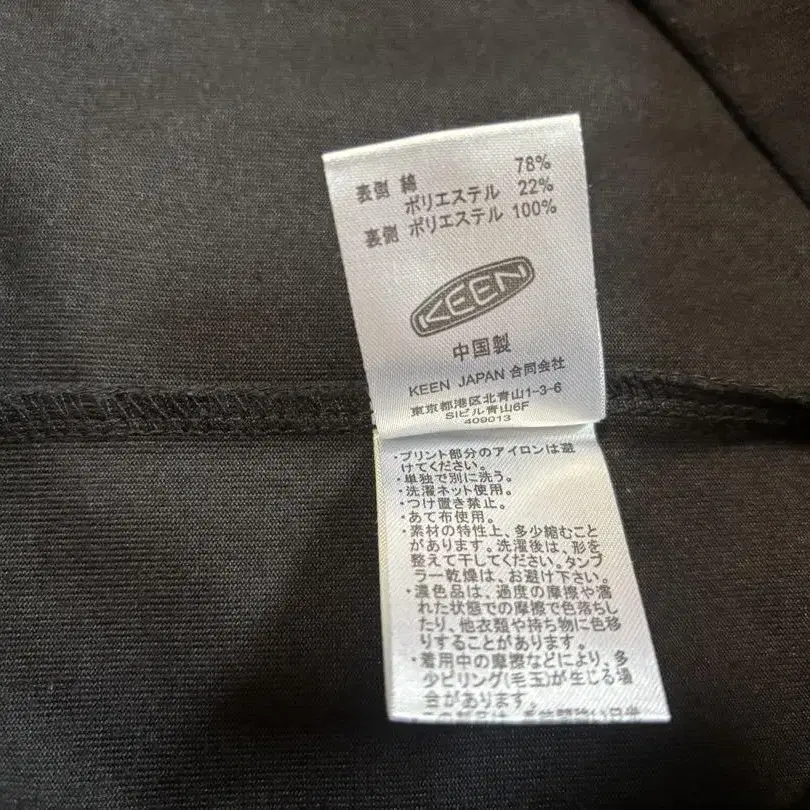 表側 綿 78%
ポリエステル 22%
裏側 ポリエステル 100%
KEEN
中国製
KEEN JAPAN 合同会社
東京都港区北青山1-3-6
SIビル青山6F
409013
・プリント部分のアイロンは避
けてください。
・単独で別に洗う。
・洗濯ネット使用。
・つけ置き禁止。
・あて布使用。
・素材の特性上、多少縮むこと
があります。洗濯後は、形を
整えて干してください。タンブ
ラー乾燥は、お避け下さい。
・濃色品は、過度の摩擦や濡
れた状態での摩擦で色落ちし
たり、他衣類や持ち物に色移
りすることがあります。
・着用中の摩擦などにより、多
少ピリング(毛玉)が生じる場
合があります。